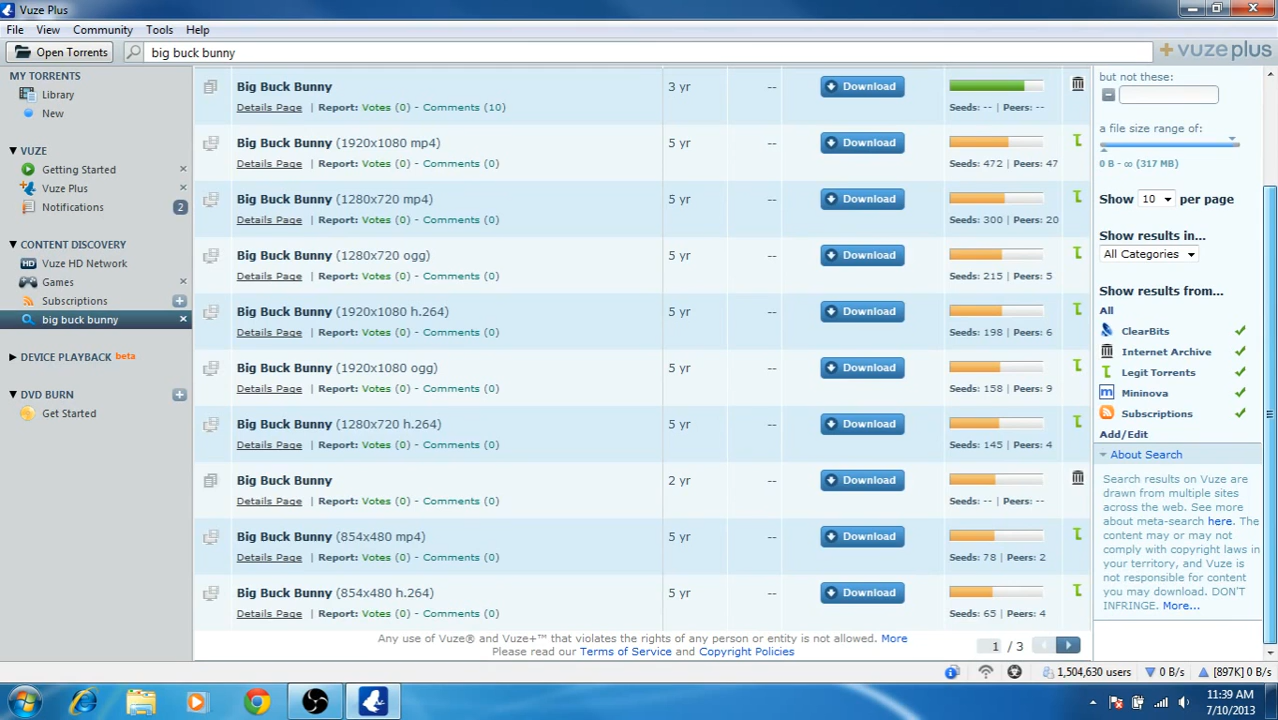 Vuze Plus
File View Community Tools Help
Open Torrents big buck bunny vuze plus
MY TORRENTS
Library
New
VUZE
Getting Started
Vuze Plus
Notifications 2
CONTENT DISCOVERY
HD Vuze HD Network
Games
Subscriptions
big buck bunny
DEVICE PLAYBACK beta
DVD BURN
Get Started
Big Buck Bunny 3 yr -- Download
Details Page | Report: Votes (0) - Comments (10) Seeds: -- | Peers: --
Big Buck Bunny (1920x1080 mp4) 5 yr -- Download
Details Page | Report: Votes (0) - Comments (0) Seeds: 472 | Peers: 47
Big Buck Bunny (1280x720 mp4) 5 yr -- Download
Details Page | Report: Votes (0) - Comments (0) Seeds: 300 | Peers: 20
Big Buck Bunny (1280x720 ogg) 5 yr -- Download
Details Page | Report: Votes (0) - Comments (0) Seeds: 215 | Peers: 5
Big Buck Bunny (1920x1080 h.264) 5 yr -- Download
Details Page | Report: Votes (0) - Comments (0) Seeds: 198 | Peers: 6
Big Buck Bunny (1920x1080 ogg) 5 yr -- Download
Details Page | Report: Votes (0) - Comments (0) Seeds: 158 | Peers: 9
Big Buck Bunny (1280x720 h.264) 5 yr -- Download
Details Page | Report: Votes (0) - Comments (0) Seeds: 145 | Peers: 4
Big Buck Bunny 2 yr -- Download
Details Page | Report: Votes (0) - Comments (0) Seeds: -- | Peers: --
Big Buck Bunny (854x480 mp4) 5 yr -- Download
Details Page | Report: Votes (0) - Comments (0) Seeds: 78 | Peers: 2
Big Buck Bunny (854x480 h.264) 5 yr -- Download
Details Page | Report: Votes (0) - Comments (0) Seeds: 65 | Peers: 4
Any use of Vuze® and Vuze+™ that violates the rights of any person or entity is not allowed. More
Please read our Terms of Service and Copyright Policies
1 / 3
but not these:
a file size range of:
0 B - ∞ (317 MB)
Show 10 per page
Show results in...
All Categories
Show results from...
All
ClearBits
Internet Archive
Legit Torrents
m Mininova
Subscriptions
Add/Edit
About Search
Search results on Vuze are
drawn from multiple sites
across the web. See more
about meta-search here. The
content may or may not
comply with copyright laws in
your territory, and Vuze is
not responsible for content
you may download. DON'T
INFRINGE. More...
1,504,630 users 0 B/s [897K] 0 B/s
11:39 AM
7/10/2013